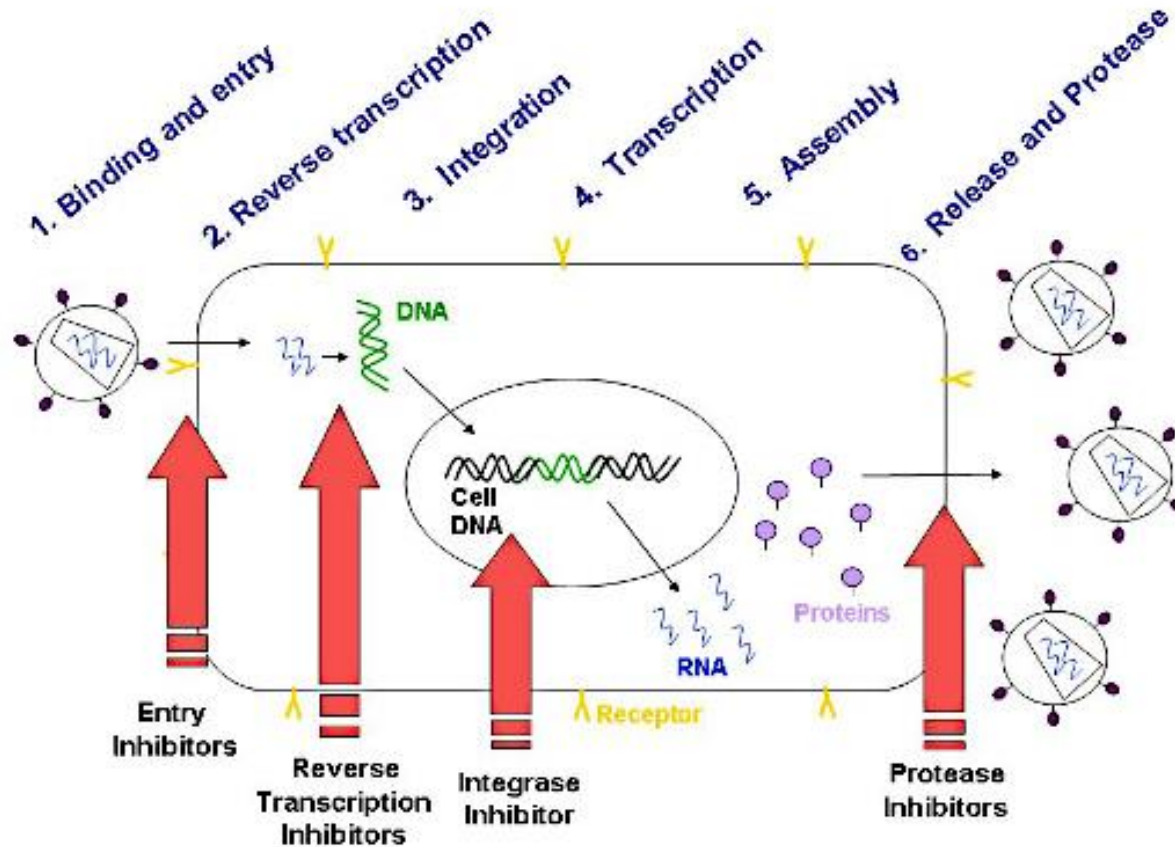 1. Binding and entry
2. Reverse transcription
3. Integration
4. Transcription
5. Assembly
6. Release and Protease
DNA
Cell
DNA
Proteins
RNA
Receptor
Entry
Inhibitors
Reverse
Transcription
Inhibitors
Integrase
Inhibitor
Protease
Inhibitors